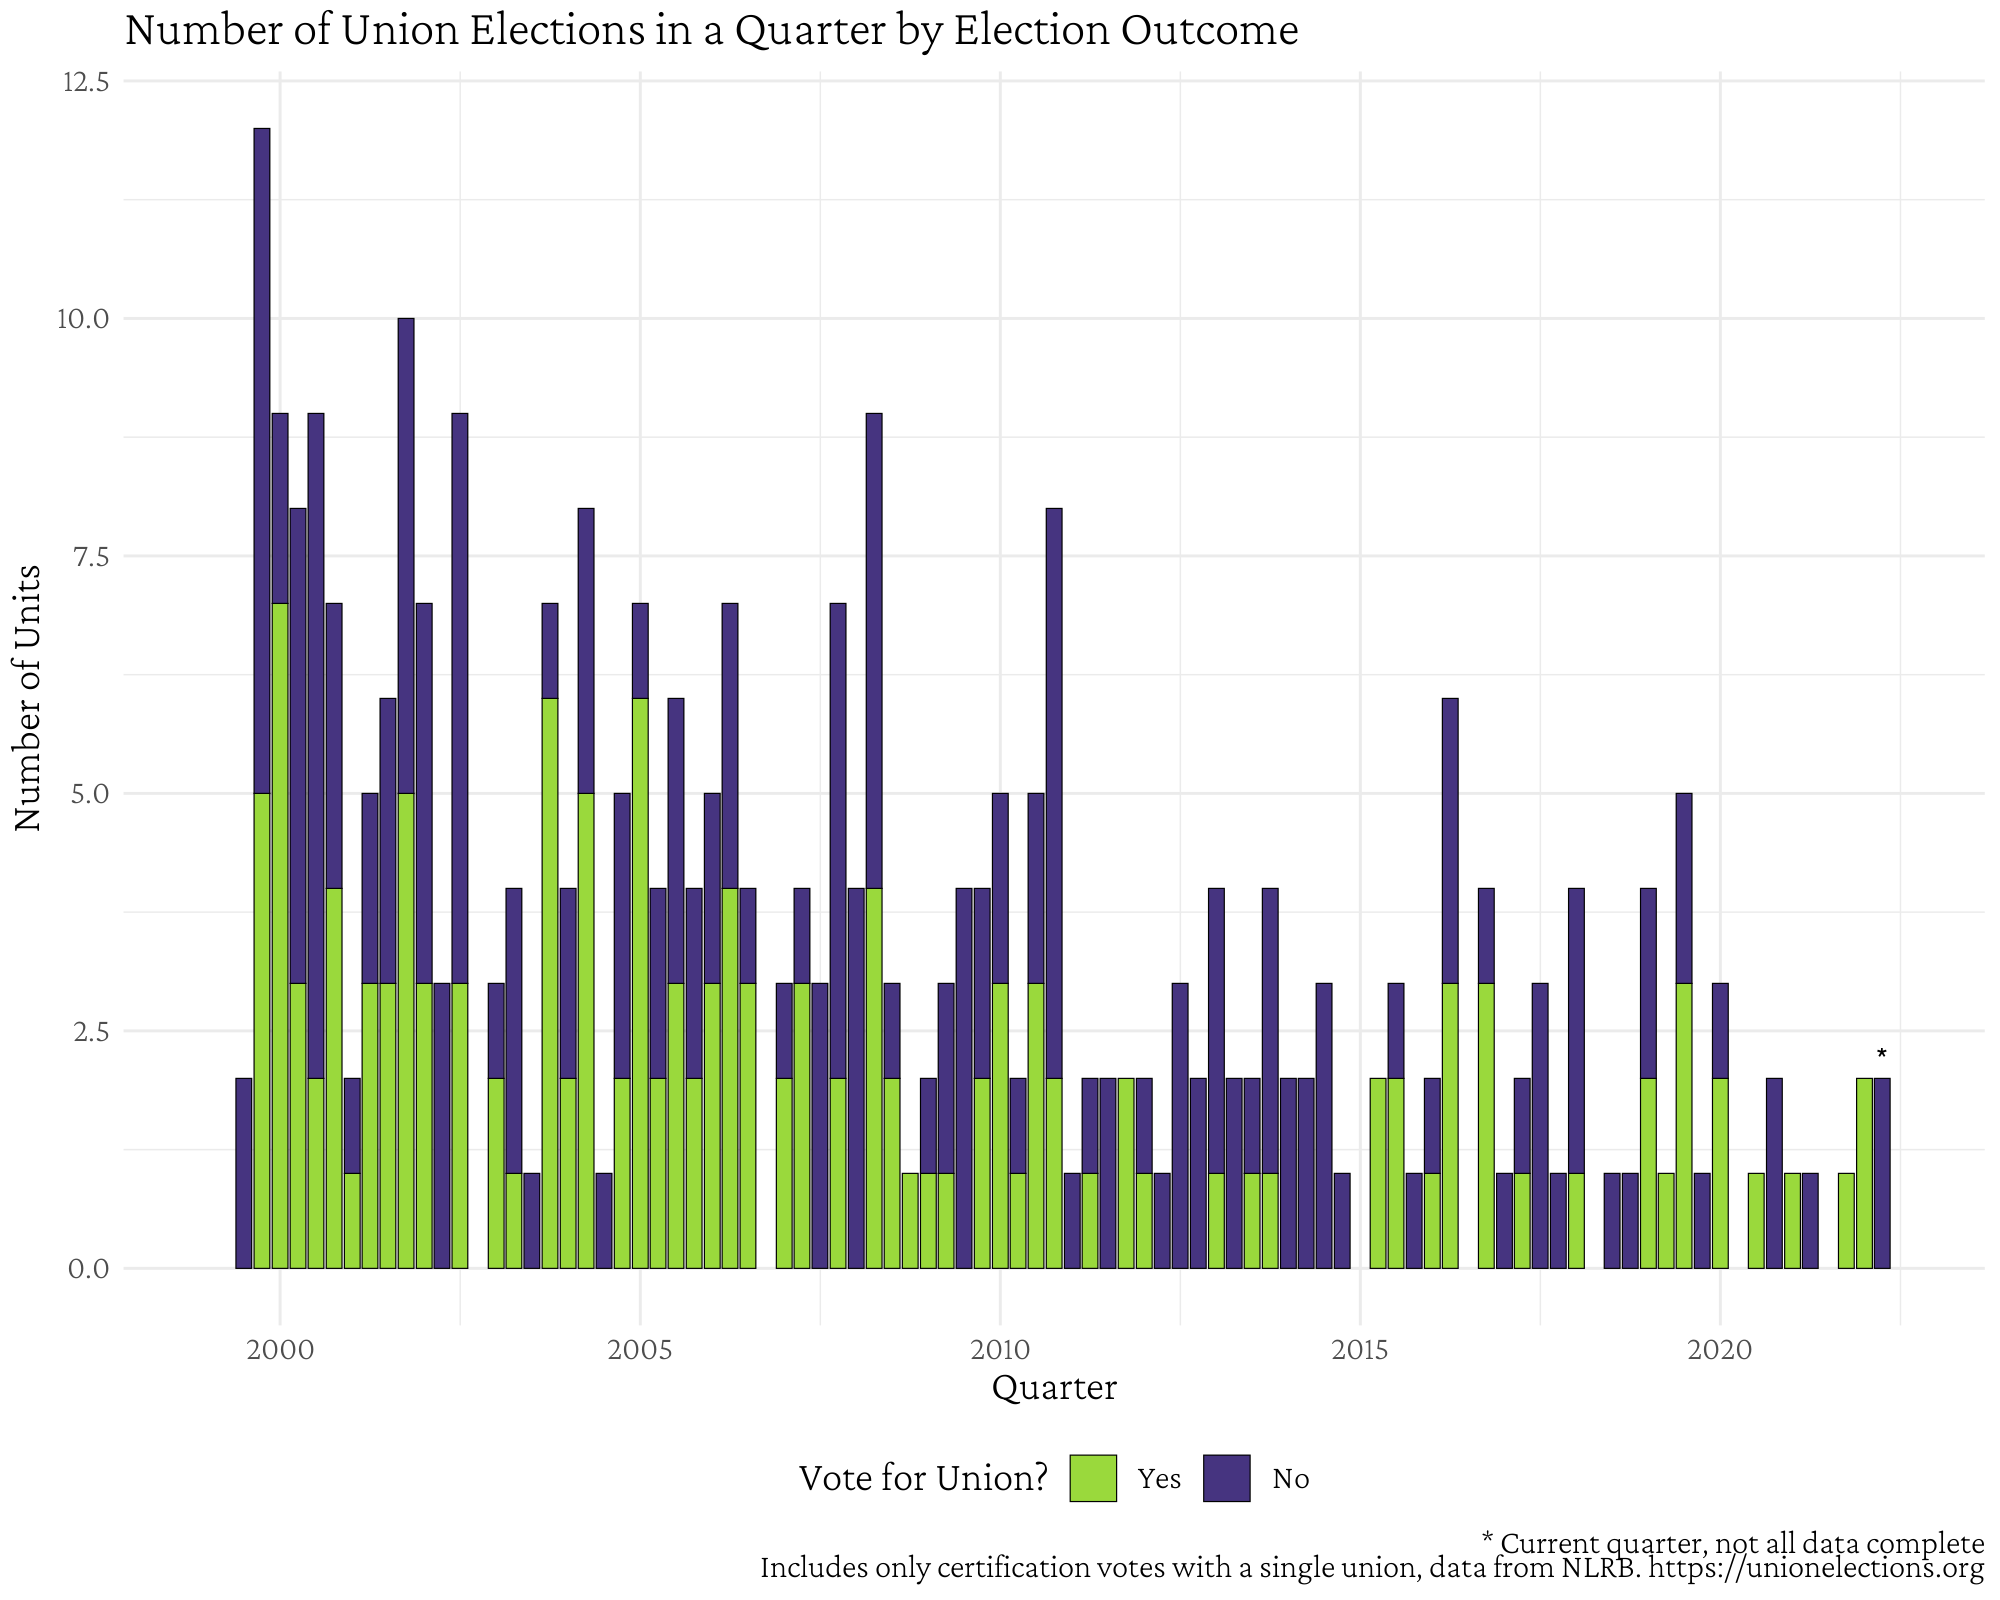 Number of Union Elections in a Quarter by Election Outcome
12.5
10.0
7.5
5.0
2.5
0.0
Number of Units
*
2000 2005 2010 2015 2020
Quarter
Vote for Union? Yes No
* Current quarter, not all data complete
Includes only certification votes with a single union, data from NLRB. https://unionelections.org